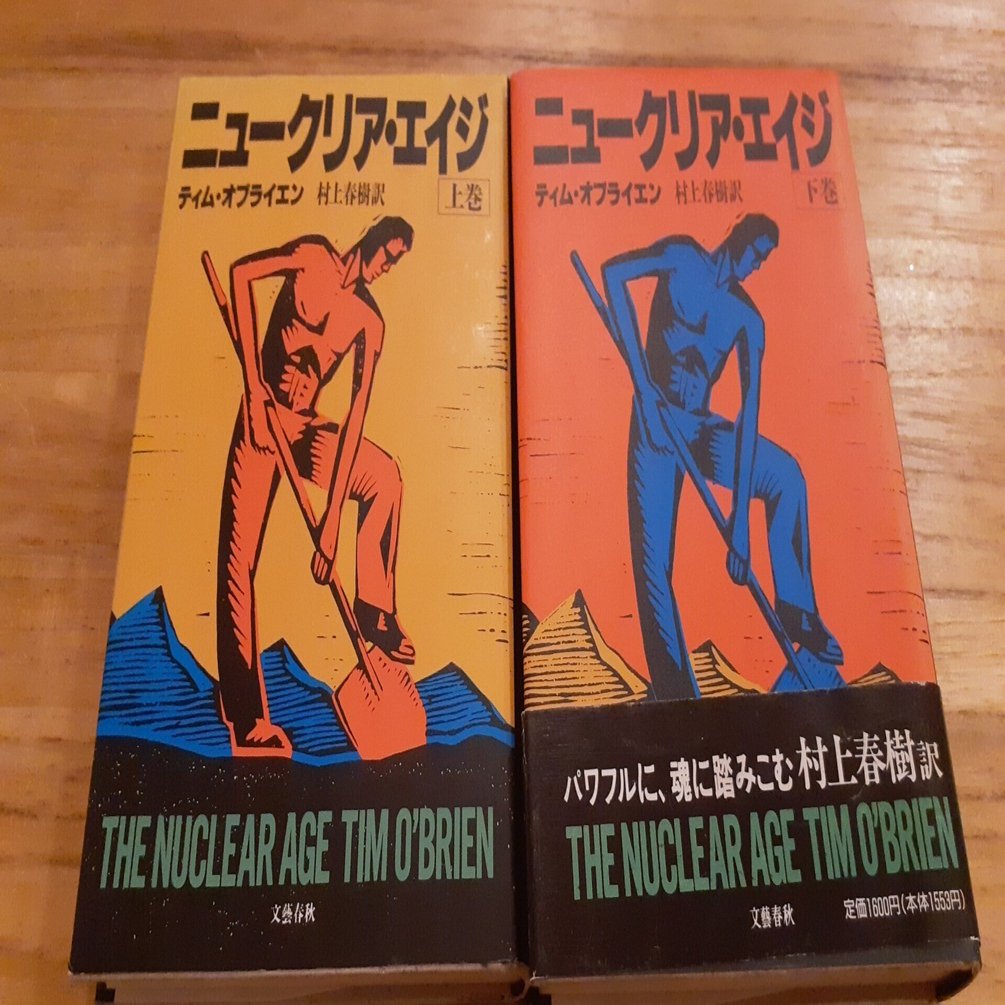 ニュークリア・エイジ
ティム・オブライエン 村上春樹訳 上巻
THE NUCLEAR AGE TIM O'BRIEN
文藝春秋
ニュークリア・エイジ
ティム・オブライエン 村上春樹訳 下巻
パワフルに、魂に踏みこむ村上春樹訳
THE NUCLEAR AGE TIM O'BRIEN
文藝春秋 定価1600円(本体1553円)